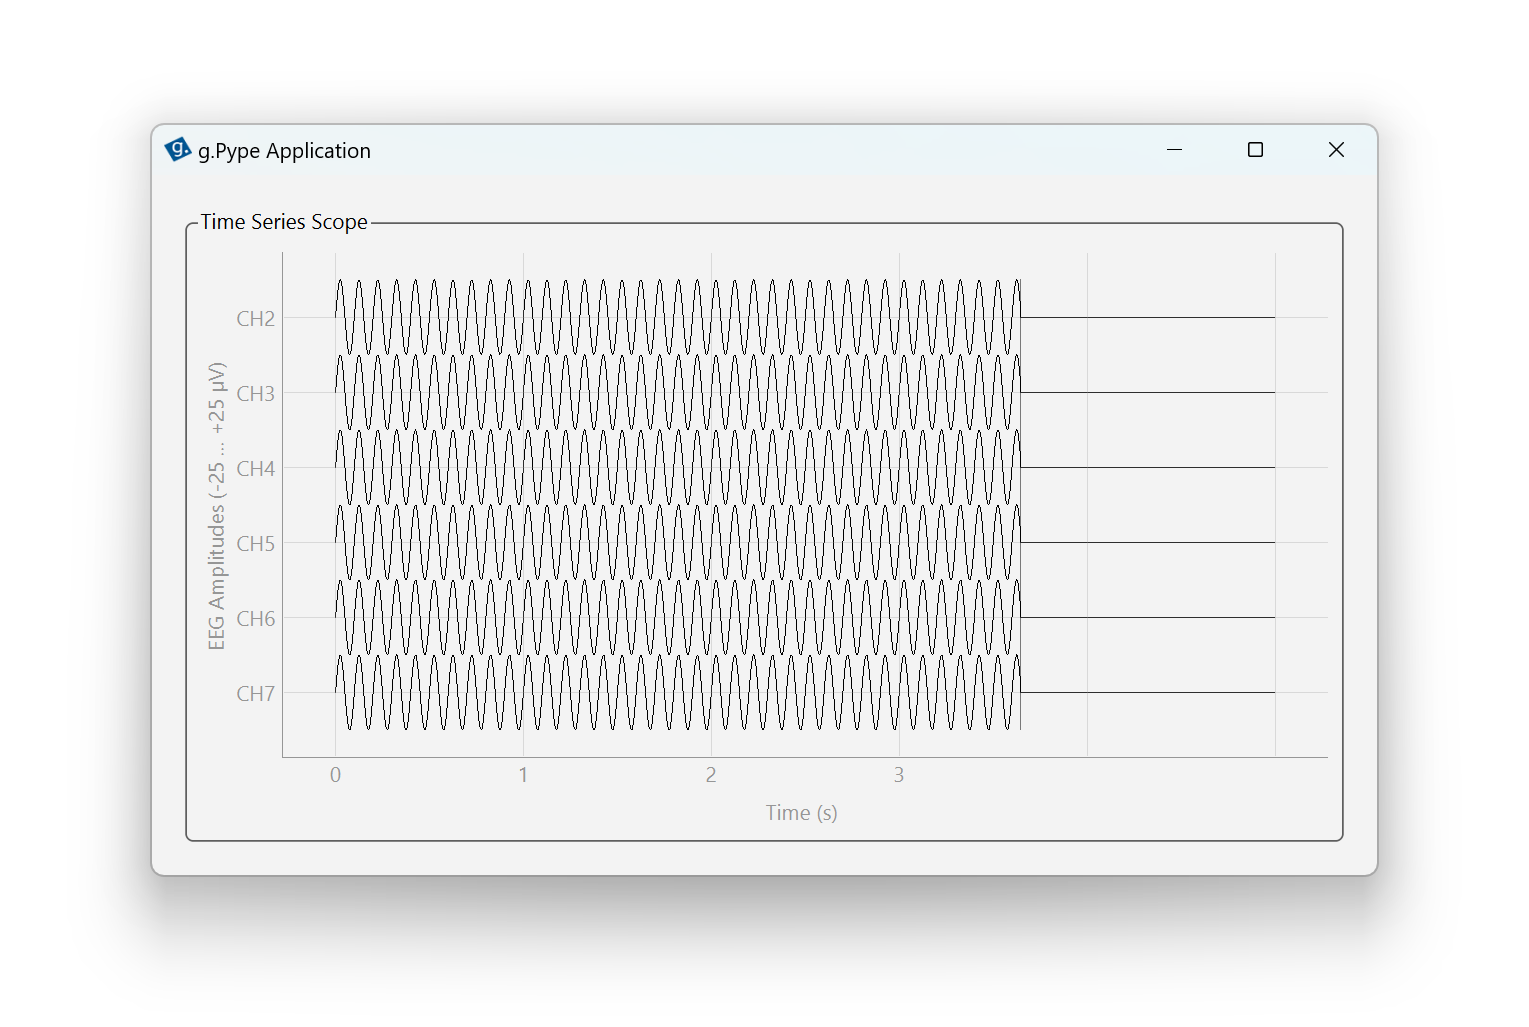 g.
g.Pype Application
Time Series Scope
EEG Amplitudes (-25 ... +25 µV)
CH2
CH3
CH4
CH5
CH6
CH7
0 1 2 3
Time (s)